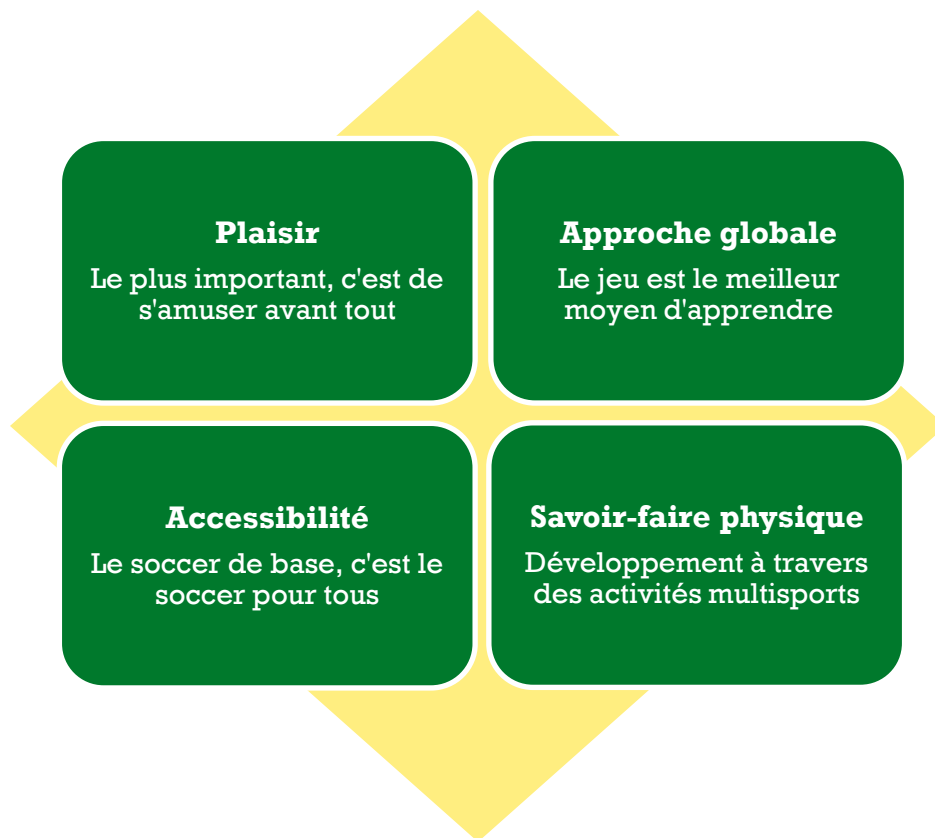 Plaisir
Le plus important, c'est de
s'amuser avant tout
Approche globale
Le jeu est le meilleur
moyen d'apprendre
Accessibilité
Le soccer de base, c'est le
soccer pour tous
Savoir-faire physique
Développement à travers
des activités multisports